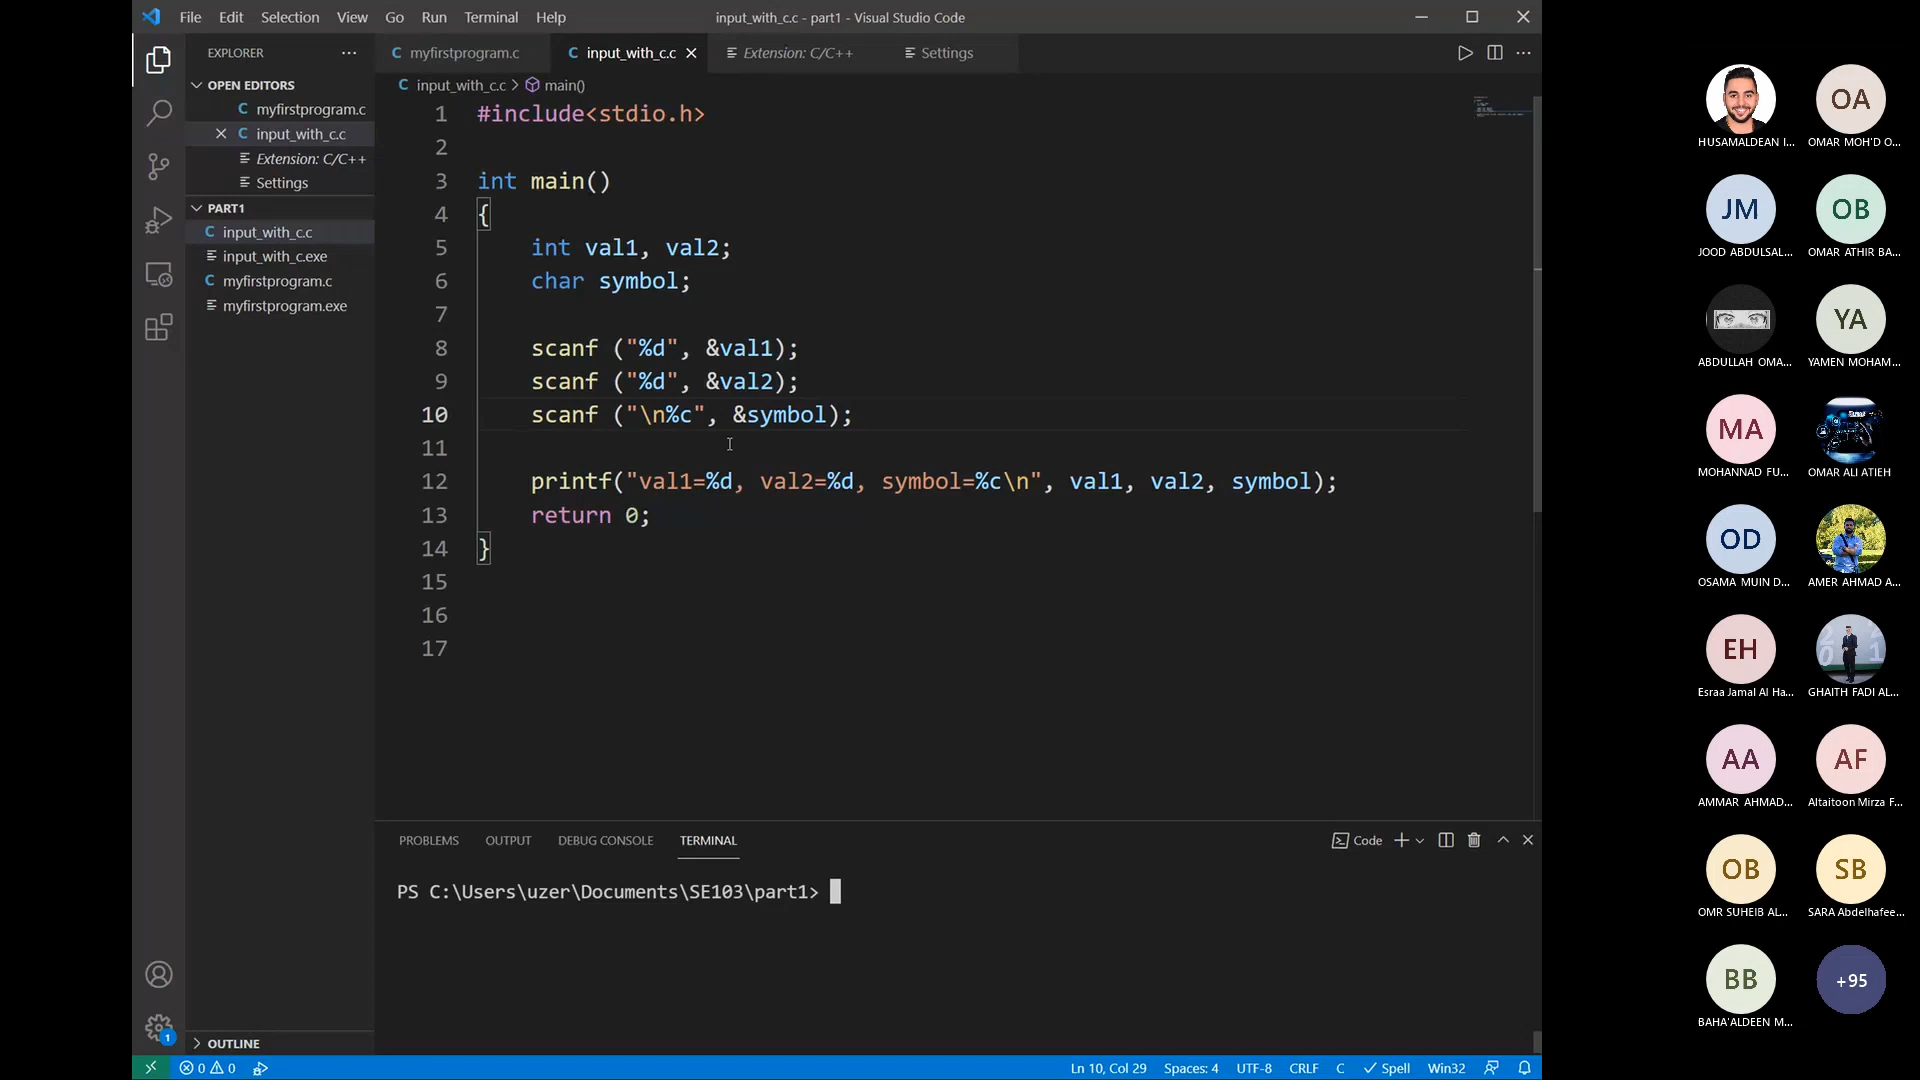 File Edit Selection View Go Run Terminal Help
input_with_c.c - part1 - Visual Studio Code
EXPLORER
OPEN EDITORS
myfirstprogram.c
input_with_c.c
Extension: C/C++
Settings
PART1
input_with_c.c
input_with_c.exe
myfirstprogram.c
myfirstprogram.exe
OUTLINE
myfirstprogram.c input_with_c.c Extension: C/C++ Settings
input_with_c.c > main()
1 #include<stdio.h>
2
3 int main()
4 {
5 int val1, val2;
6 char symbol;
7
8 scanf ("%d", &val1);
9 scanf ("%d", &val2);
10 scanf ("\n%c", &symbol);
11
12 printf("val1=%d, val2=%d, symbol=%c\n", val1, val2, symbol);
13 return 0;
14 }
15
16
17
PROBLEMS OUTPUT DEBUG CONSOLE TERMINAL
Code
PS C:\Users\uzer\Documents\SE103\part1>
1
0 0
Ln 10, Col 29 Spaces: 4 UTF-8 CRLF C Spell Win32
OA
HUSAMALDEAN I... OMAR MOH'D O...
JM OB
JOOD ABDULSAL... OMAR ATHIR BA...
YA
ABDULLAH OMA... YAMEN MOHAM...
MA
MOHANNAD FU... OMAR ALI ATIEH
OD
OSAMA MUIN D... AMER AHMAD A...
EH
Esraa Jamal Al Ha... GHAITH FADI AL...
AA AF
AMMAR AHMAD... Altaitoon Mirza F...
OB SB
OMR SUHEIB AL... SARA Abdelhafee...
BB +95
BAHA'ALDEEN M...